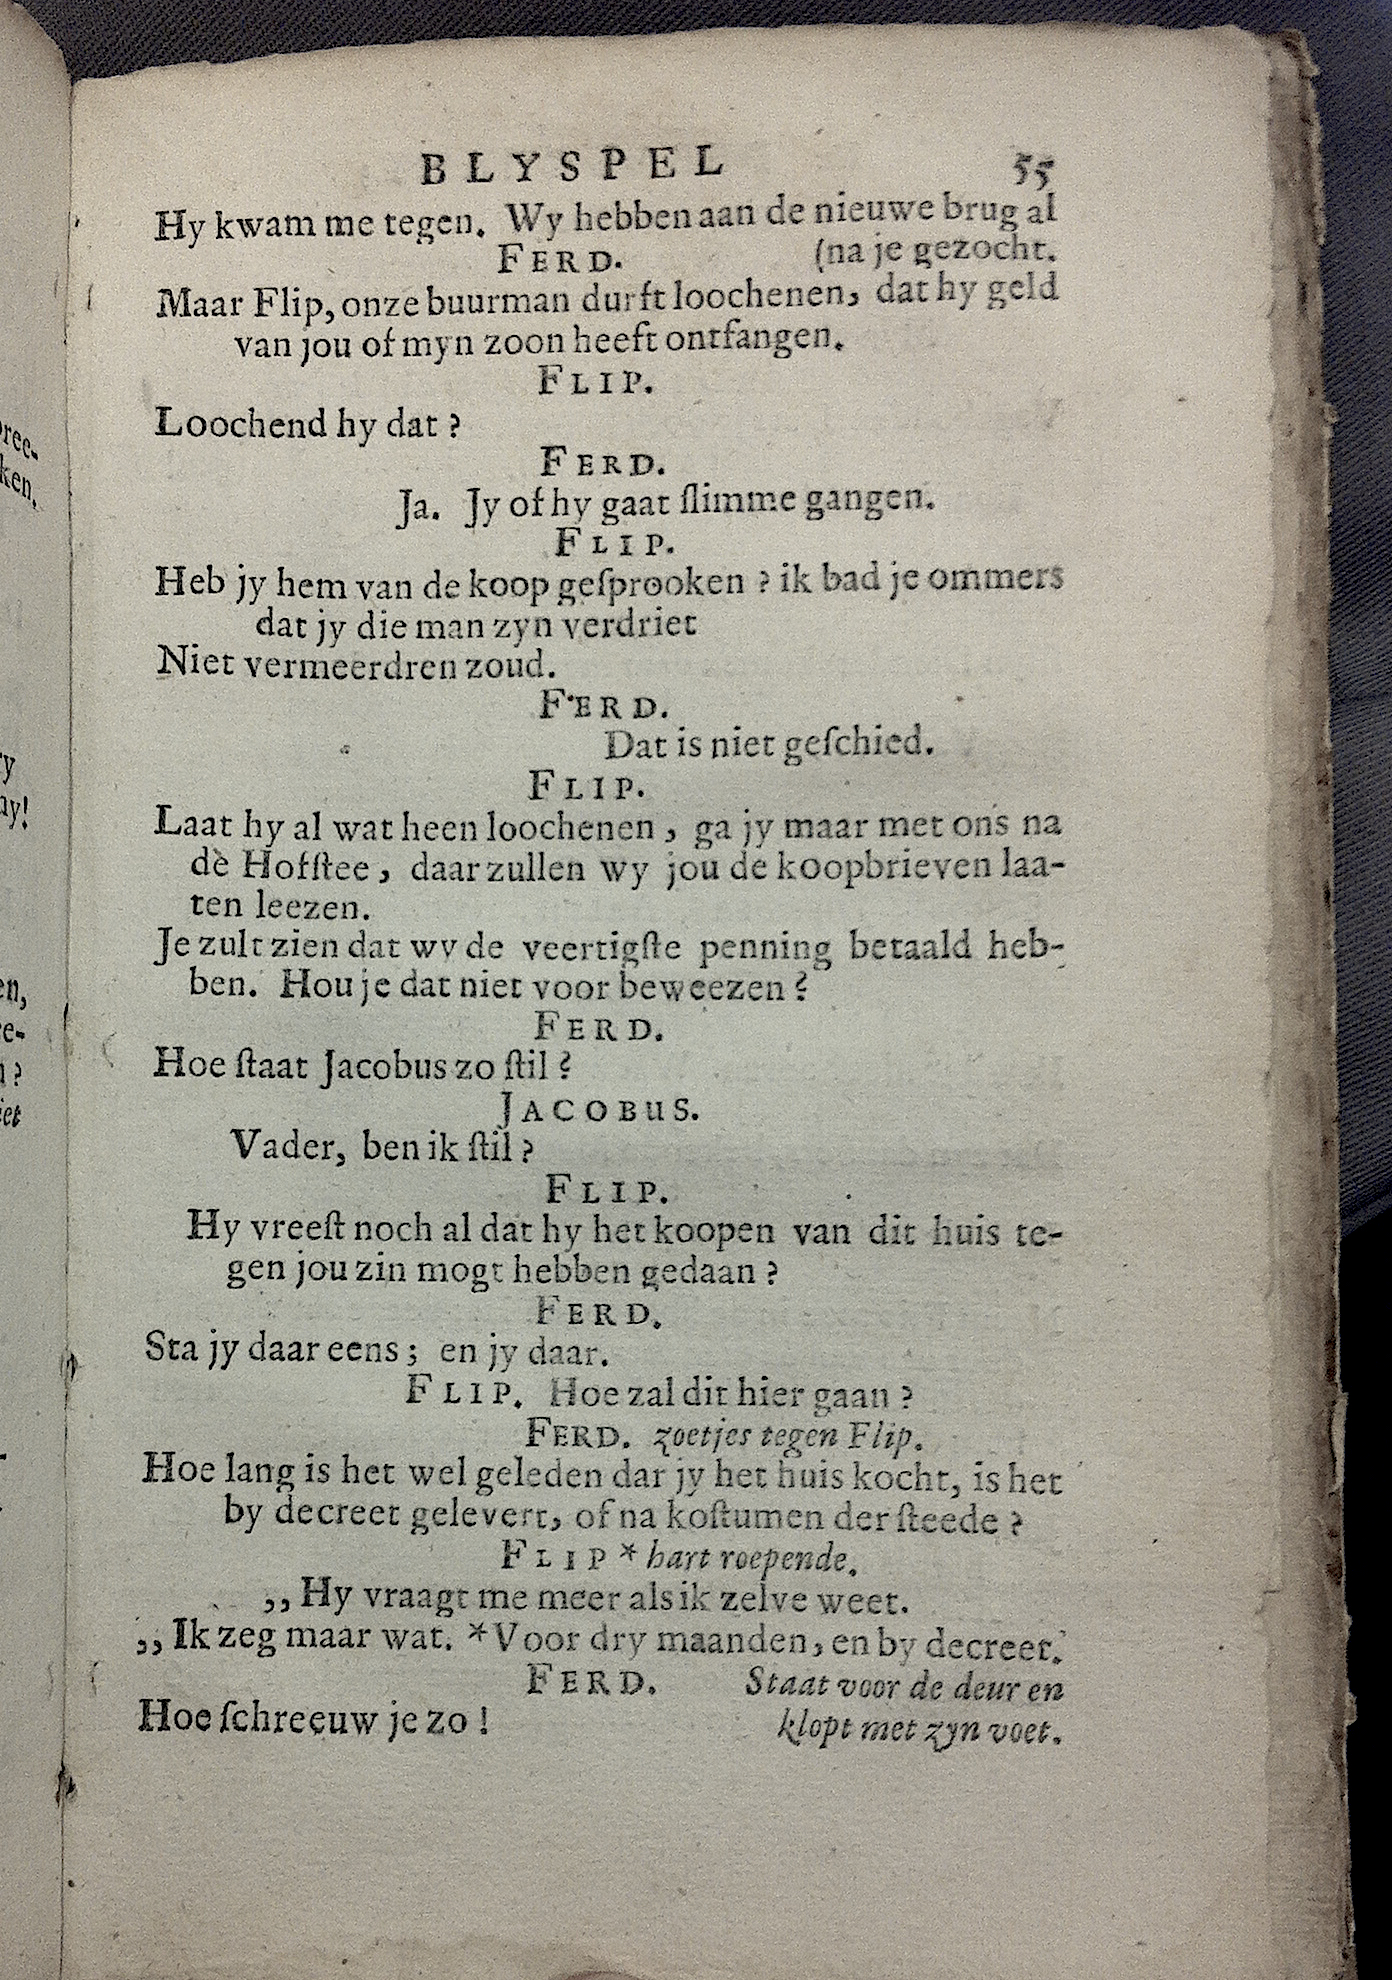 BLYSPEL 55
Hy kwam me tegen. Wy hebben aan de nieuwe brug al
FERD. (na je gezocht.
Maar Flip, onze buurman durft loochenen, dat hy geld
van jou of myn zoon heeft ontfangen.
FLIP.
Loochend hy dat?
FERD.
Ja. Jy of hy gaat ſlimme gangen.
FLIP.
Heb jy hem van de koop geſprooken? ik bad je ommers
dat jy die man zyn verdriet
Niet vermeerdren zoud.
FERD.
Dat is niet geſchied.
FLIP.
Laat hy al wat heen loochenen, ga jy maar met ons na
de Hofſtee, daar zullen wy jou de koopbrieven laa-
ten leezen.
Je zult zien dat wy de veertigſte penning betaald heb-
ben. Hou je dat niet voor beweezen?
FERD.
Hoe ſtaat Jacobus zo ſtil?
JACOBUS.
Vader, ben ik ſtil?
FLIP.
Hy vreeſt noch al dat hy het koopen van dit huis te-
gen jou zin mogt hebben gedaan?
FERD.
Sta jy daar eens; en jy daar.
FLIP. Hoe zal dit hier gaan?
FERD. zoetjes tegen Flip.
Hoe lang is het wel geleden dar jy het huis kocht, is het
by decreet gelevert, of na koſtumen der ſteede?
FLIP * hart roepende.
,, Hy vraagt me meer als ik zelve weet.
,, Ik zeg maar wat. *Voor dry maanden, en by decreet.
FERD. Staat voor de deur en
Hoe ſchreeuw je zo! klopt met zyn voet.
ree-
ken.
y
ny!
en,
e-
?
iet